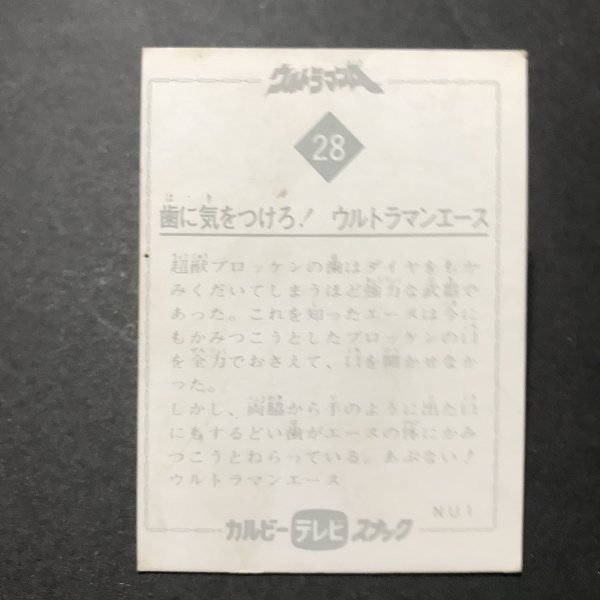 ウルトラマンA
28
は き
歯に気をつけろ！ ウルトラマンエース
超獣ブロッケンの歯はダイヤをもか
みくだいてしまうほど強力な武器で
あった。これを知ったエースは今に
もかみつこうとしたブロッケンの口
を全力でおさえて、口を開かせなか
った。
しかし、両脇から手のように出た口
にもするどい歯がエースの体にかみ
つこうとねらっている。あぶない！
ウルトラマンエース
NU1
カルビー テレビ スナック